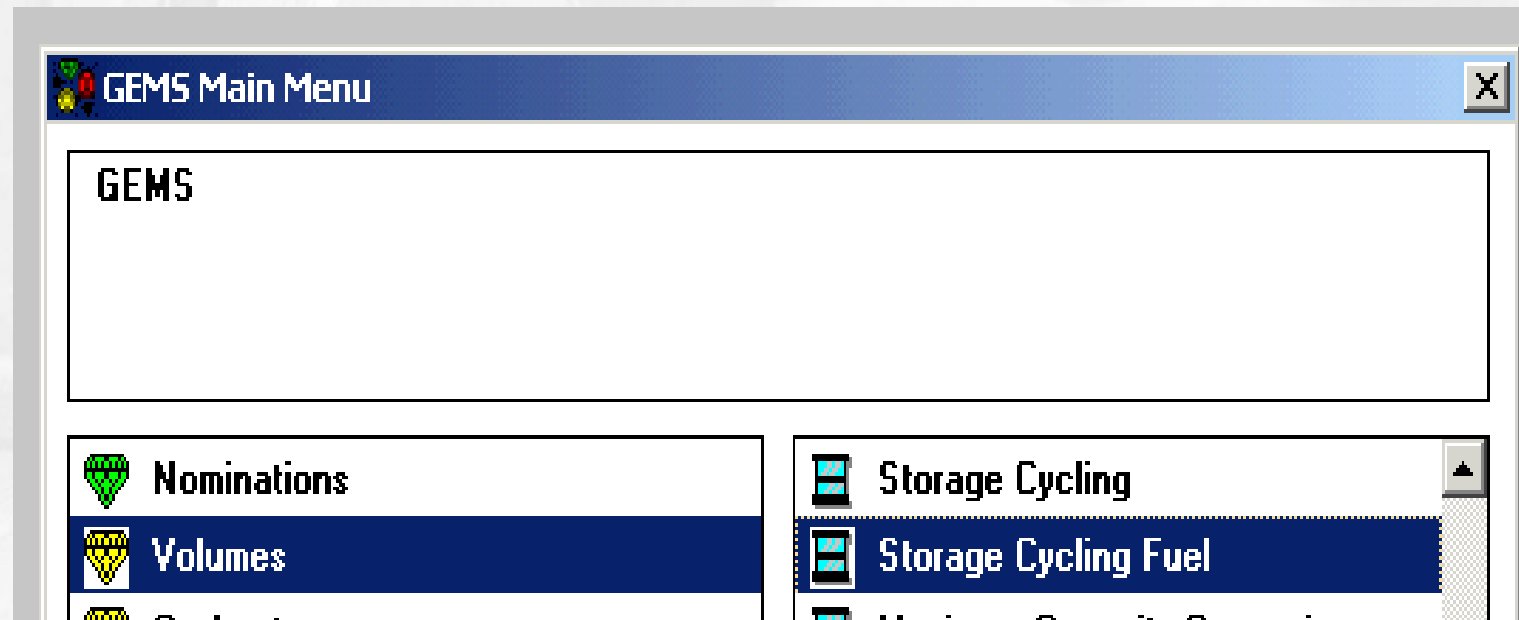 GEMS Main Menu
GEMS
Nominations
Volumes
Storage Cycling
Storage Cycling Fuel